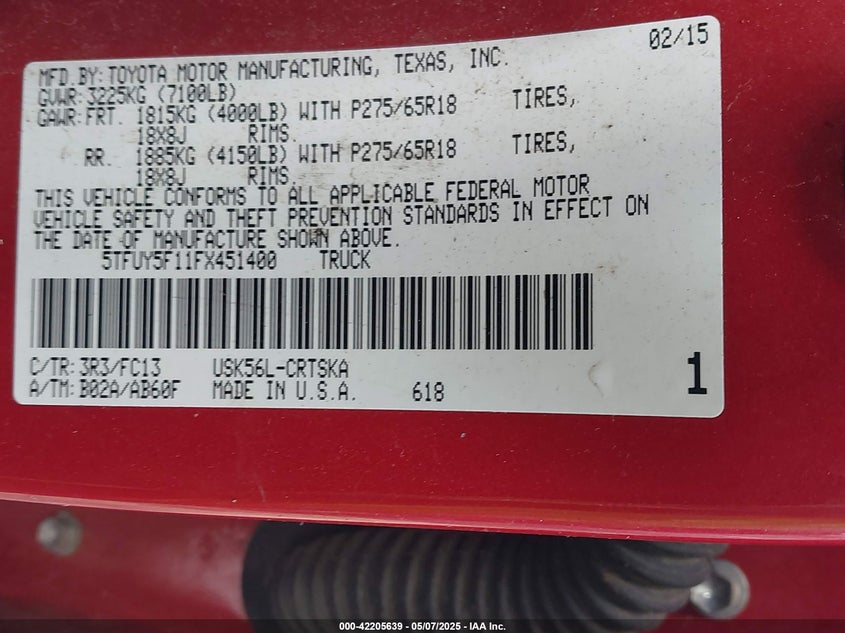 02/15
MFD BY: TOYOTA MOTOR MANUFACTURING, TEXAS, INC.
GVWR: 3225KG (7100LB)
GAWR: FRT. 1815KG (4000LB) WITH P275/65R18 TIRES,
18X8J RIMS.
RR. 1885KG (4150LB) WITH P275/65R18 TIRES,
18X8J RIMS.
THIS VEHICLE CONFORMS TO ALL APPLICABLE FEDERAL MOTOR
VEHICLE SAFETY AND THEFT PREVENTION STANDARDS IN EFFECT ON
THE DATE OF MANUFACTURE SHOWN ABOVE.
5TFUY5F11FX451400 TRUCK
C/TR: 3R3/FC13 USK56L-CRTSKA
A/TM: B02A/AB60F MADE IN U.S.A. 618
1
000-42205639 - 05/07/2025 - IAA Inc.